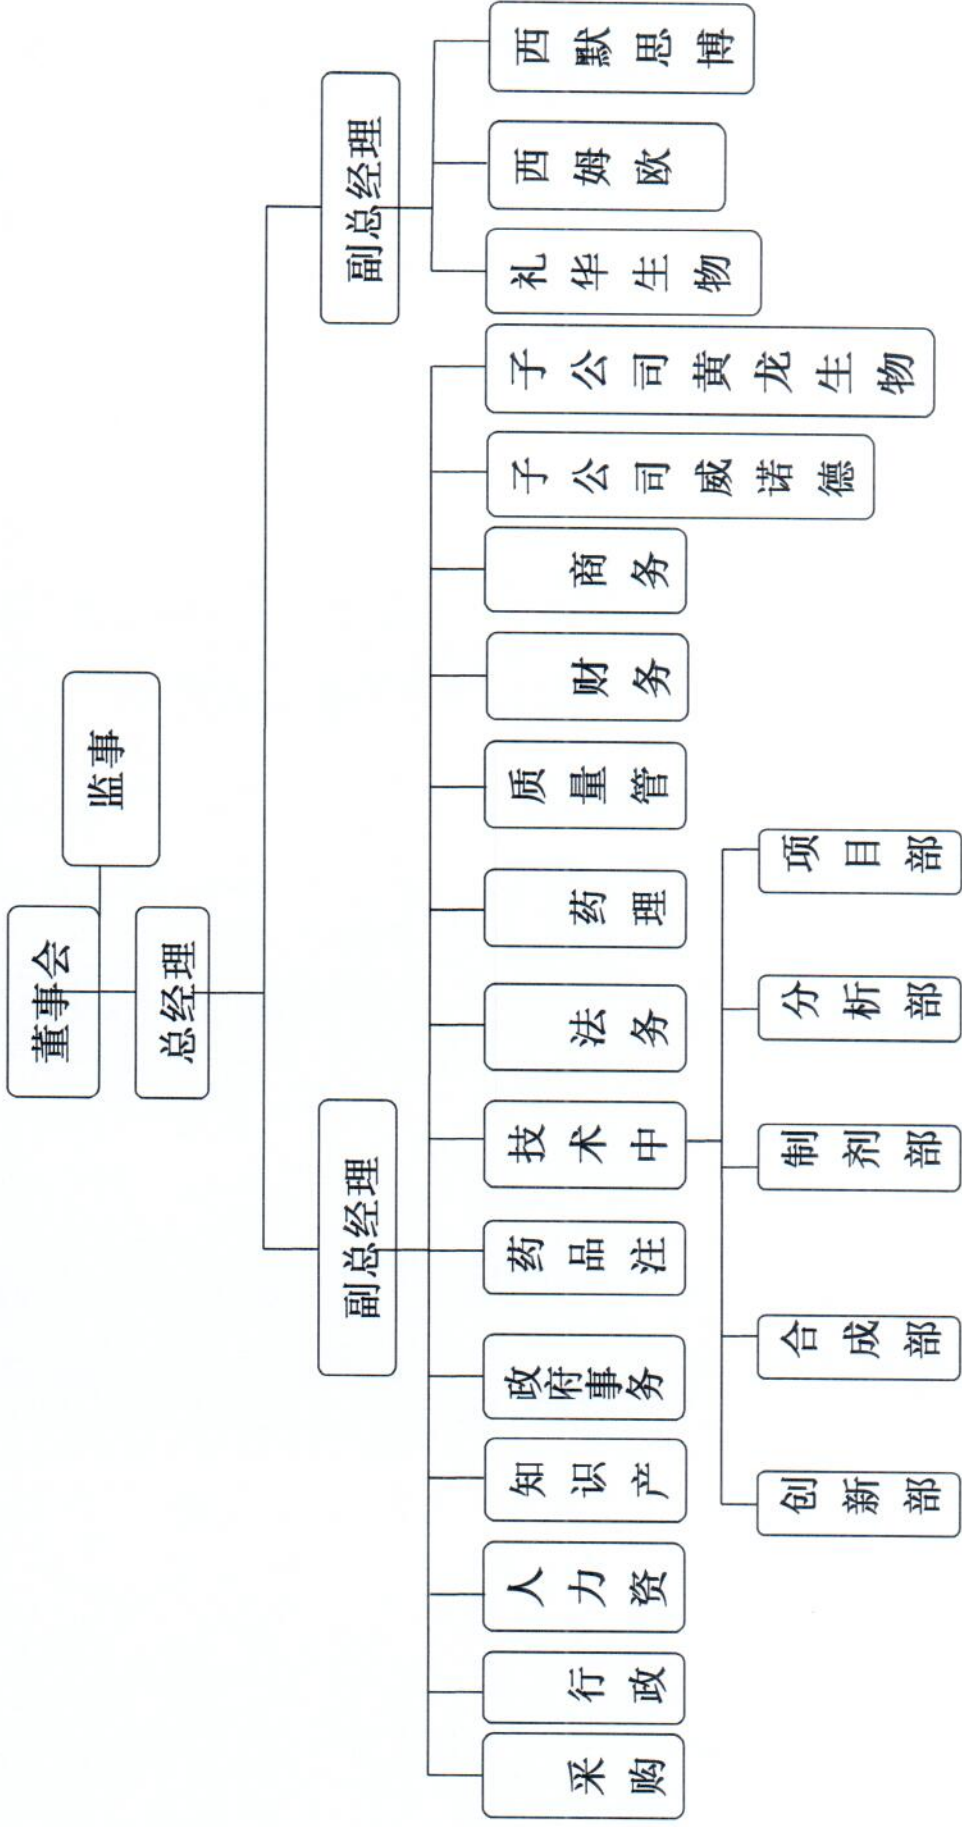 董事会
监事
总经理
副总经理
副总经理
采购
行政
人力资
知识产
政府事务
药品注
技术中
法务
药理
质量管
财务
商务
子公司威诺德
子公司黄龙生物
礼华生物
西姆欧
西默思博
创新部
合成部
制剂部
分析部
项目部